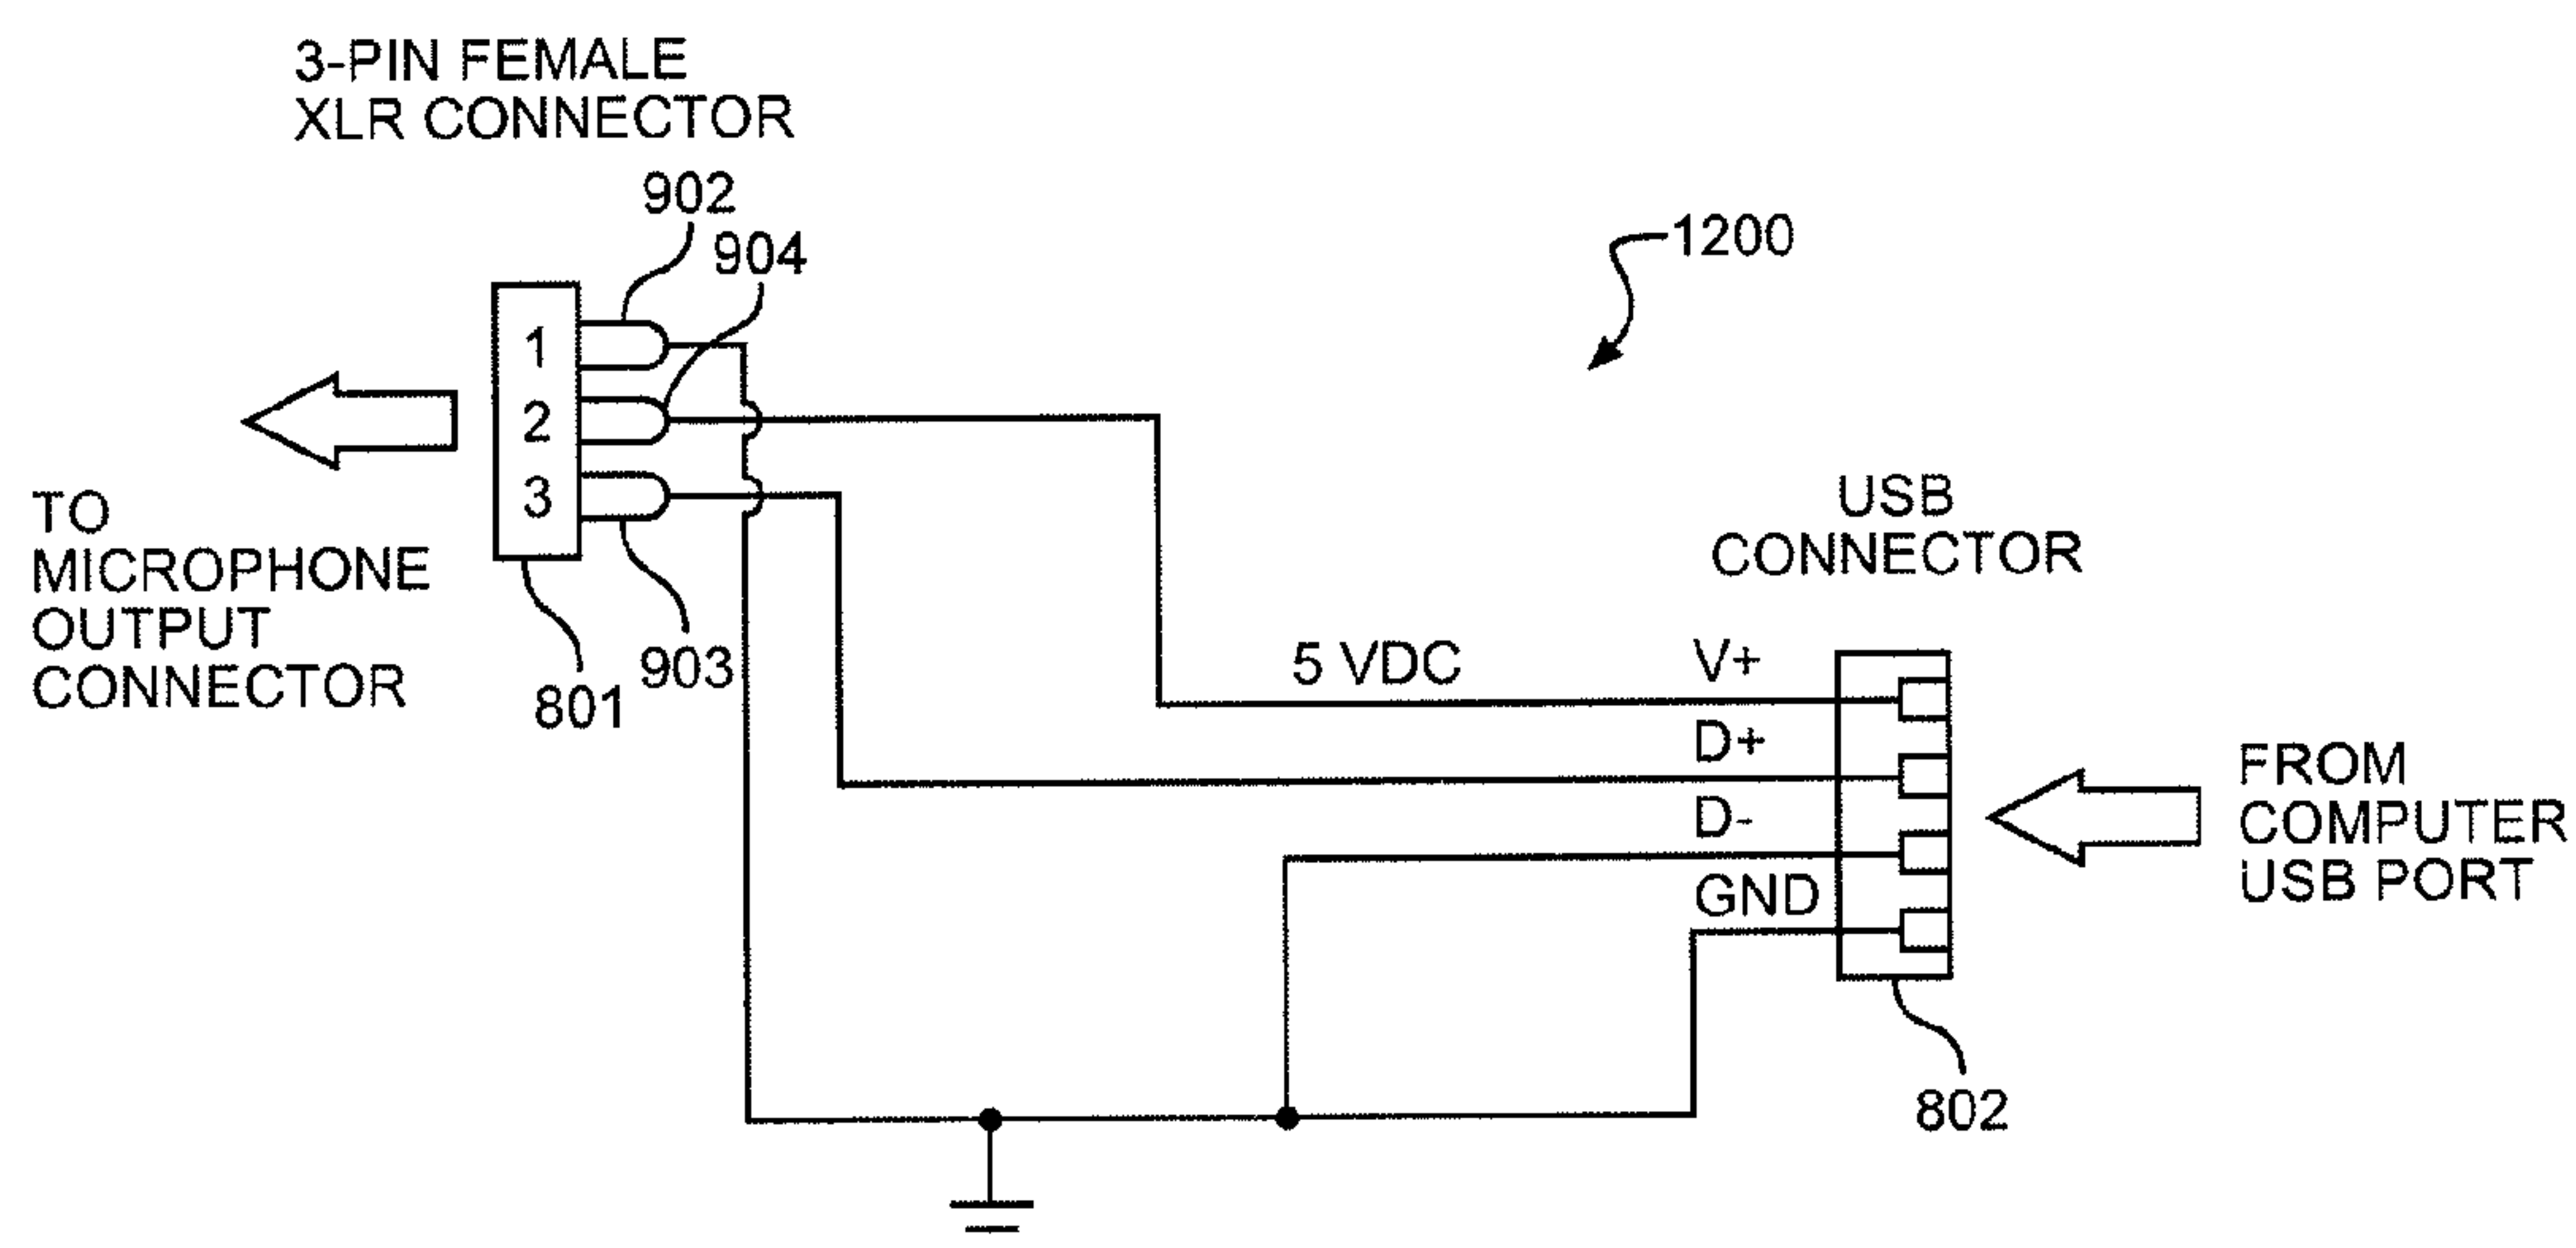 3-PIN FEMALE
XLR CONNECTOR
902
904
1200
1
2
3
TO
MICROPHONE
OUTPUT
CONNECTOR
801
903
USB
CONNECTOR
5 VDC
V+
D+
D-
GND
FROM
COMPUTER
USB PORT
802